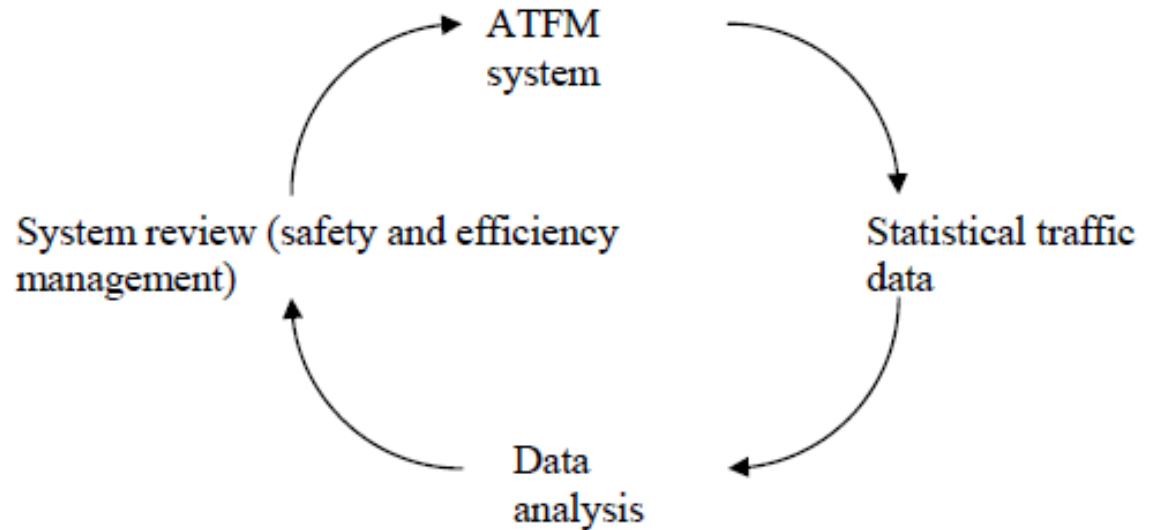 ATFM
system
System review (safety and efficiency
management)
Statistical traffic
data
Data
analysis